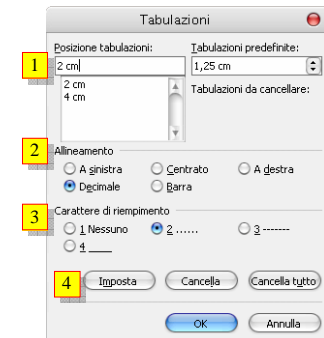 Tabulazioni
Posizione tabulazioni: Tabulazioni predefinite:
1 2 cm 1,25 cm
2 cm Tabulazioni da cancellare:
4 cm
2 Allineamento
A sinistra Centrato A destra
Decimale Barra
3 Carattere di riempimento
1 Nessuno 2 ...... 3 -------
4 ___
4 Imposta Cancella Cancella tutto
OK Annulla